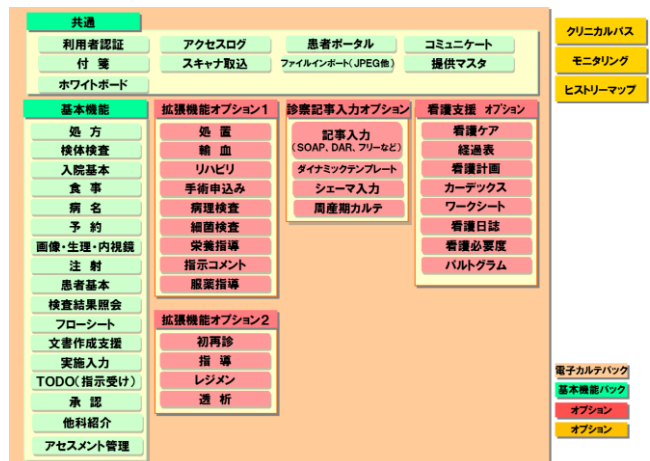 共通
利用者認証
アクセスログ
患者ポータル
コミュニケート
付 箋
スキャナ取込
ファイルインポート(JPEG他)
提供マスタ
ホワイトボード
クリニカルパス
モニタリング
ヒストリーマップ
基本機能
処 方
検体検査
入院基本
食 事
病 名
予 約
画像・生理・内視鏡
注 射
患者基本
検査結果照会
フローシート
文書作成支援
実施入力
TODO(指示受け)
承 認
他科紹介
アセスメント管理
拡張機能オプション1
処 置
輸 血
リハビリ
手術申込み
病理検査
細菌検査
栄養指導
指示コメント
服薬指導
拡張機能オプション2
初再診
指 導
レジメン
透 析
診察記事入力オプション
記事入力
(SOAP, DAR, フリーなど)
ダイナミックテンプレート
シェーマ入力
周産期カルテ
看護支援 オプション
看護ケア
経過表
看護計画
カーデックス
ワークシート
看護日誌
看護必要度
パルトグラム
電子カルテパック
基本機能パック
オプション
オプション